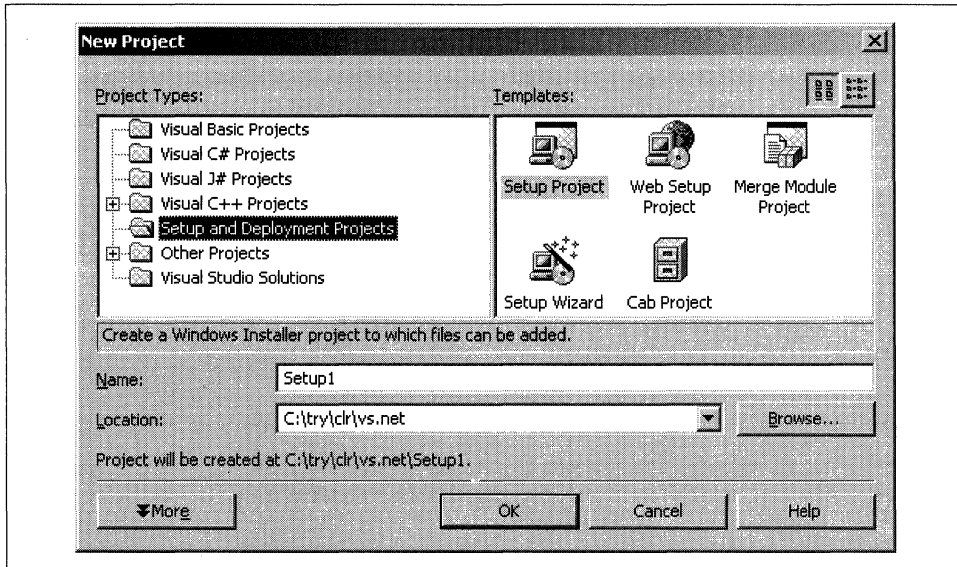 New Project
Project Types:
Templates:
Visual Basic Projects
Visual C# Projects
Visual J# Projects
Visual C++ Projects
Setup and Deployment Projects
Other Projects
Visual Studio Solutions
Setup Project
Web Setup
Project
Merge Module
Project
Setup Wizard
Cab Project
Create a Windows Installer project to which files can be added.
Name:
Setup1
Location:
C:\try\clr\vs.net
Browse...
Project will be created at C:\try\clr\vs.net\Setup1.
More
OK
Cancel
Help